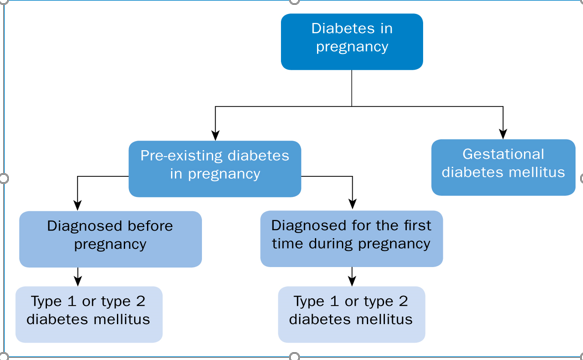 Diabetes in
pregnancy
Pre-existing diabetes
in pregnancy
Gestational
diabetes mellitus
Diagnosed before
pregnancy
Diagnosed for the first
time during pregnancy
Type 1 or type 2
diabetes mellitus
Type 1 or type 2
diabetes mellitus